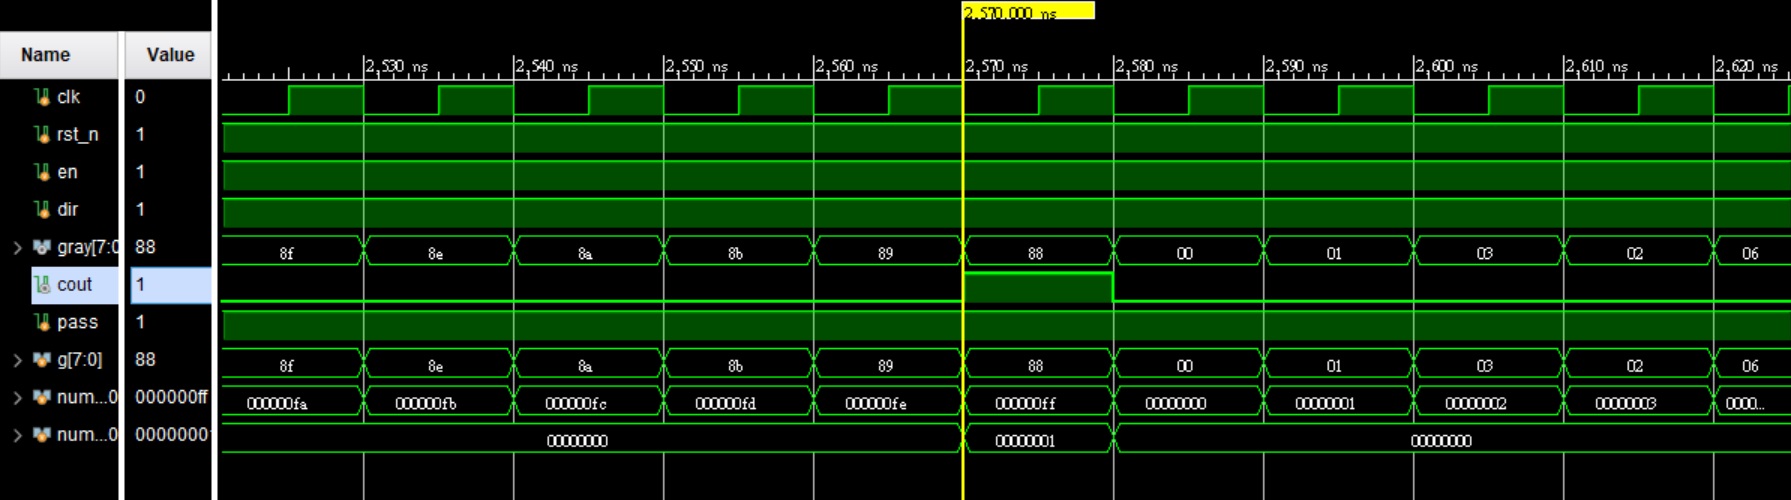 2,570.000 ns
Name Value
2,530 ns 2,540 ns 2,550 ns 2,560 ns 2,570 ns 2,580 ns 2,590 ns 2,600 ns 2,610 ns 2,620 ns
clk 0
rst_n 1
en 1
dir 1
gray[7:0 88 8f 8e 8a 8b 89 88 00 01 03 02 06
cout 1
pass 1
g[7:0] 88 8f 8e 8a 8b 89 88 00 01 03 02 06
num...0 000000ff 000000fa 000000fb 000000fc 000000fd 000000fe 000000ff 00000000 00000001 00000002 00000003 0000...
num...0 0000000 00000000 00000001 00000000